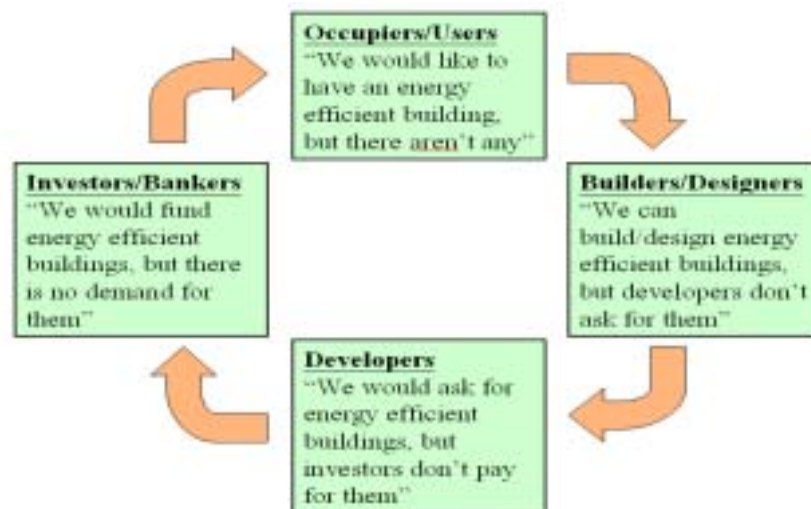 Occupiers/Users
“We would like to
have an energy
efficient building,
but there aren’t any”
Builders/Designers
“We can
build/design energy
efficient buildings,
but developers don’t
ask for them”
Developers
“We would ask for
energy efficient
buildings, but
investors don’t pay
for them”
Investors/Bankers
“We would fund
energy efficient
buildings, but there
is no demand for
them”